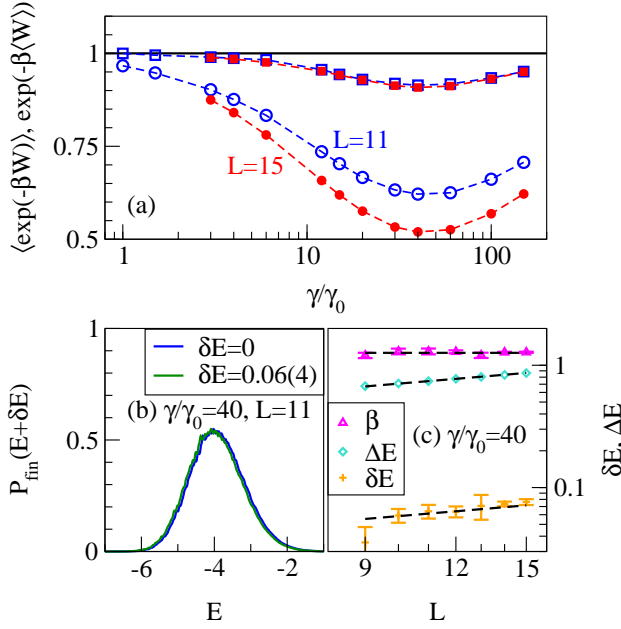 ⟨exp(-βW)⟩, exp(-β⟨W⟩)
1
0.75
0.5
L=11
L=15
(a)
1
10
100
γ/γ₀
P_fin(E+δE)
1
0.5
0
δE=0
δE=0.06(4)
(b) γ/γ₀=40, L=11
-6
-4
-2
E
β
ΔE
δE
(c) γ/γ₀=40
9
12
15
L
1
0.1
δE, ΔE